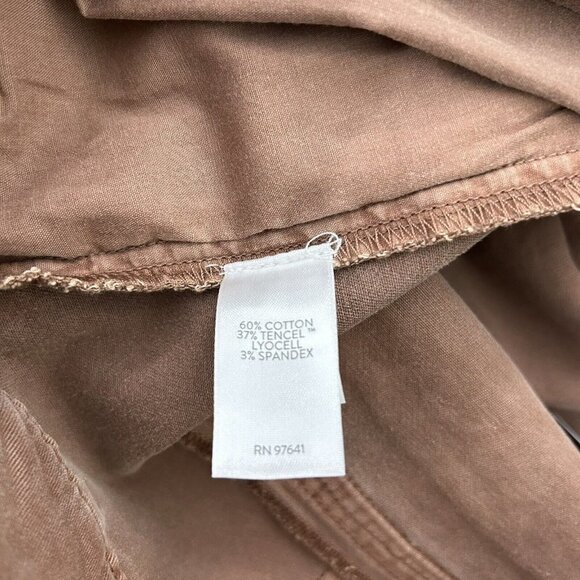 60% COTTON
37% TENCEL™
LYOCELL
3% SPANDEX
RN 97641